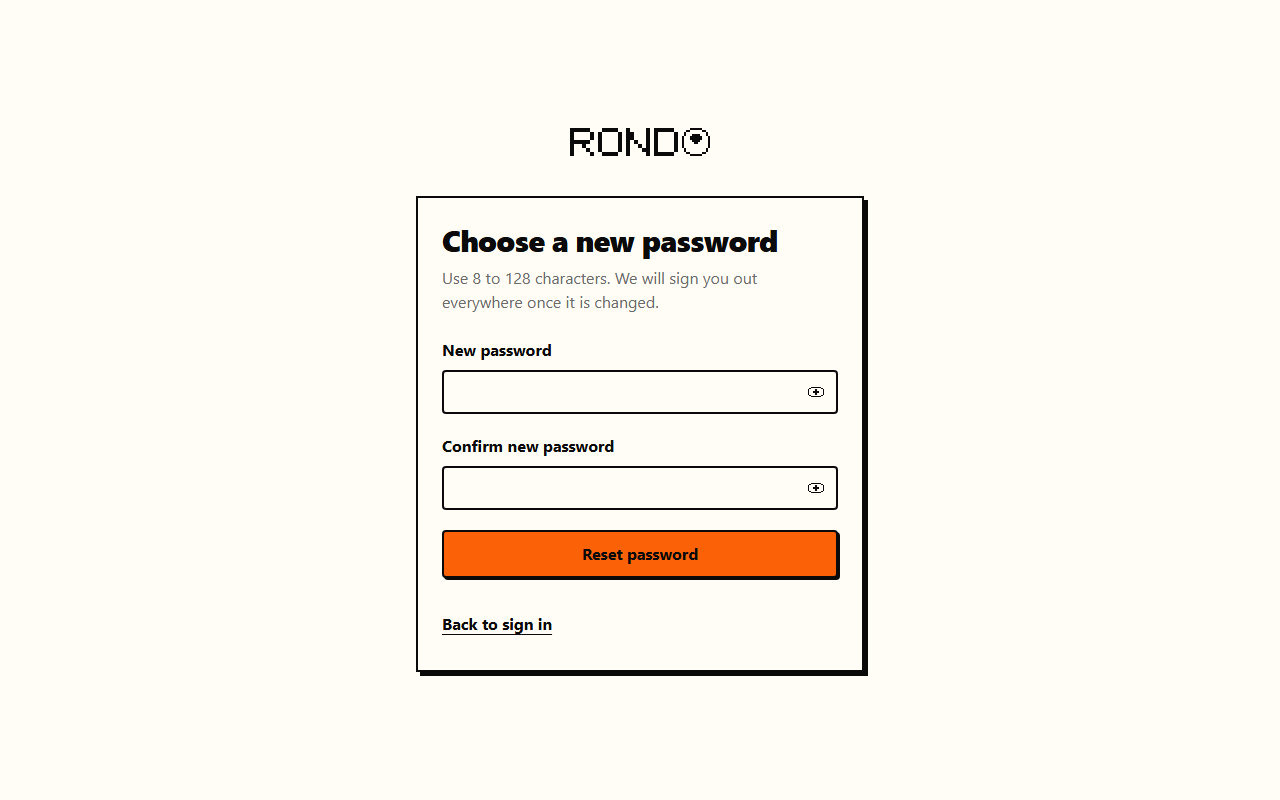 RONDO
Choose a new password
Use 8 to 128 characters. We will sign you out
everywhere once it is changed.
New password
Confirm new password
Reset password
Back to sign in